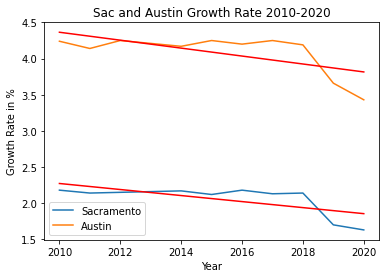 Sac and Austin Growth Rate 2010-2020
Growth Rate in %
4.5
4.0
3.5
3.0
2.5
2.0
1.5
Sacramento
Austin
2010
2012
2014
2016
2018
2020
Year